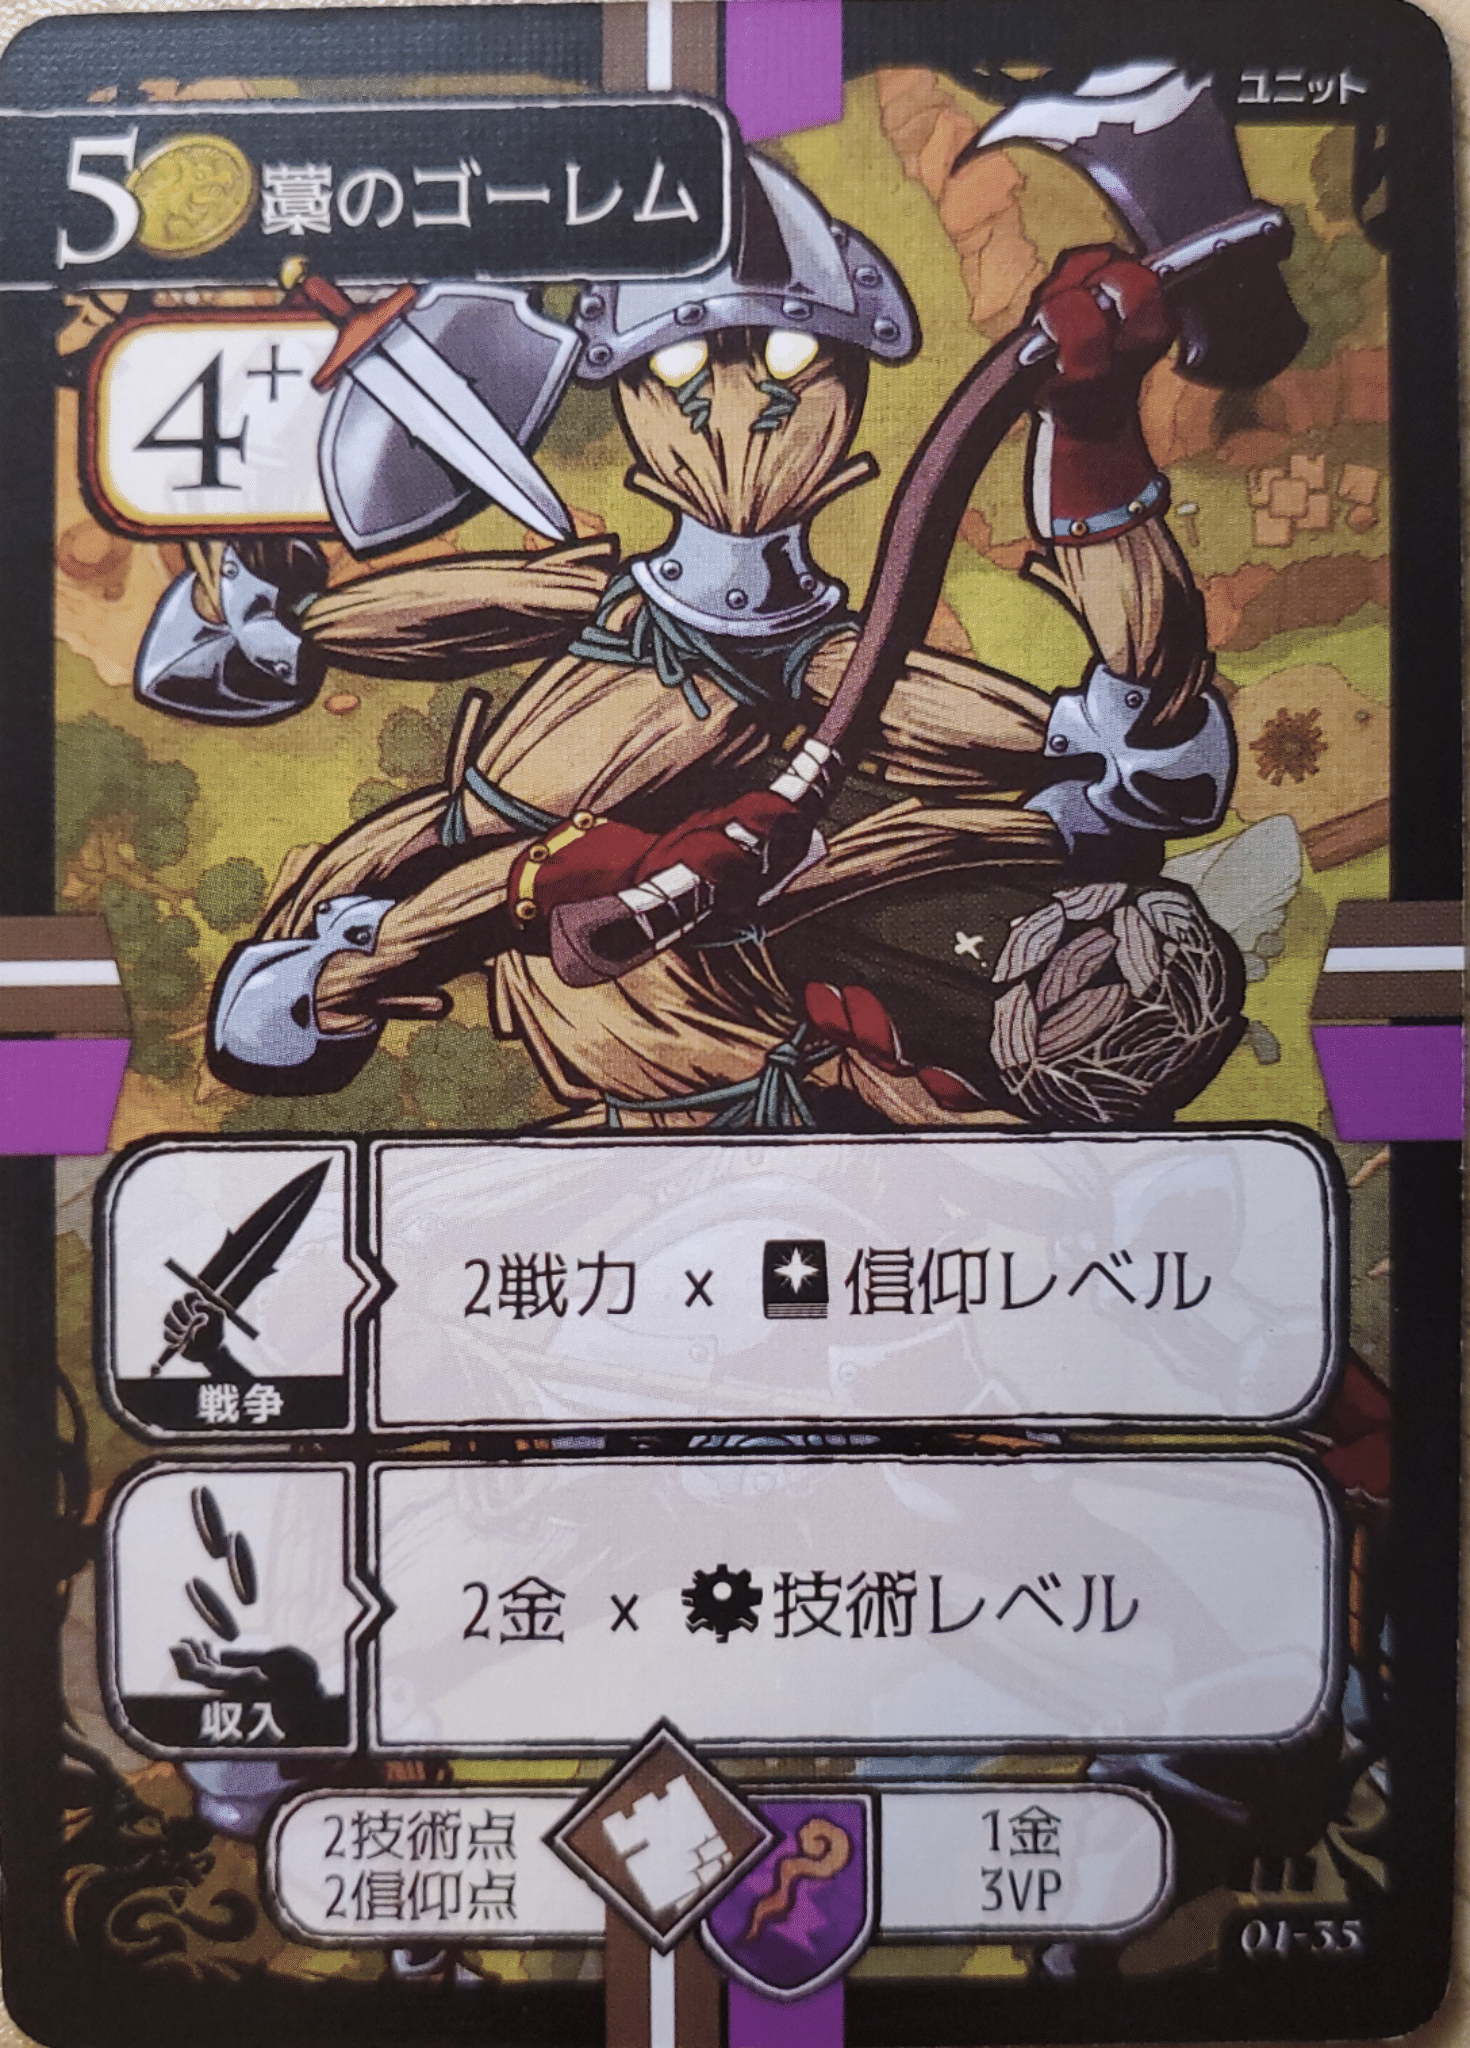 ユニット
5 藁のゴーレム
4+
2戦力 × 信仰レベル
戦争
2金 × 技術レベル
収入
2技術点
2信仰点
1金
3VP
01-35